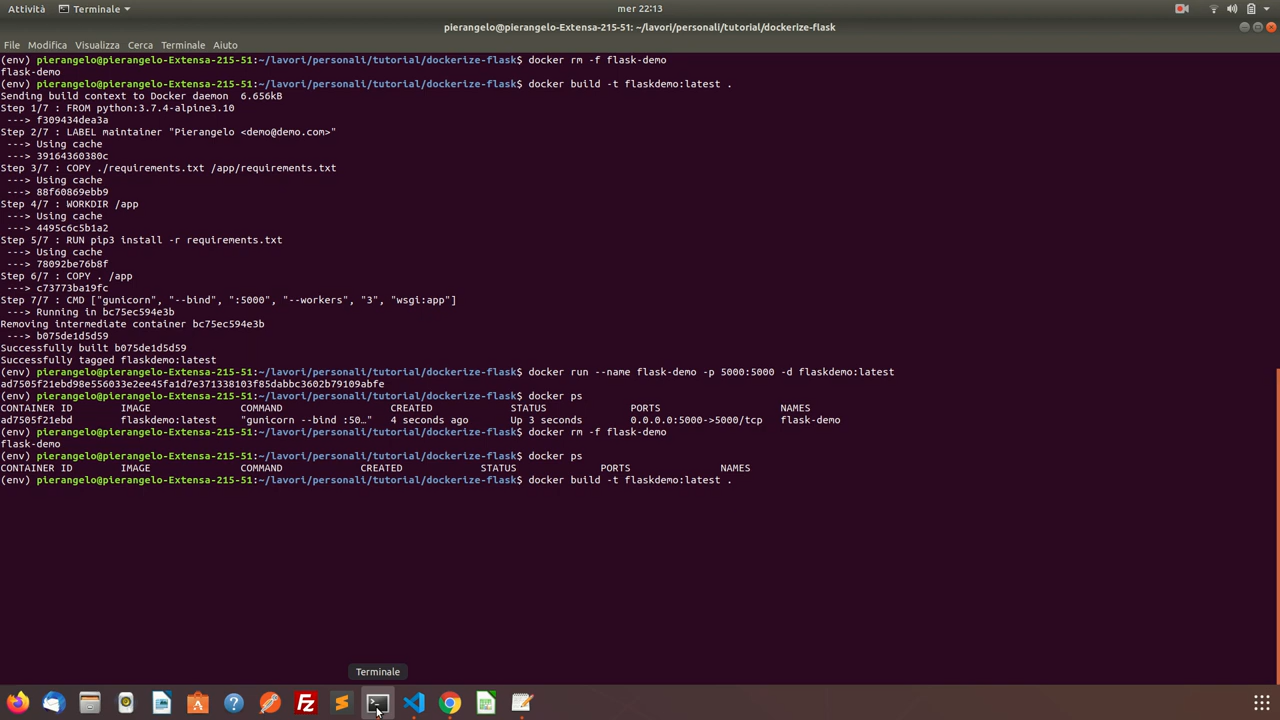 Attività
Terminale
mer 22:13
pierangelo@pierangelo-Extensa-215-51: ~/lavori/personali/tutorial/dockerize-flask
File Modifica Visualizza Cerca Terminale Aiuto
(env) pierangelo@pierangelo-Extensa-215-51:~/lavori/personali/tutorial/dockerize-flask$ docker rm -f flask-demo
flask-demo
(env) pierangelo@pierangelo-Extensa-215-51:~/lavori/personali/tutorial/dockerize-flask$ docker build -t flaskdemo:latest .
Sending build context to Docker daemon  6.656kB
Step 1/7 : FROM python:3.7.4-alpine3.10
---> f309434dea3a
Step 2/7 : LABEL maintainer "Pierangelo <demo@demo.com>"
---> Using cache
---> 39164360380c
Step 3/7 : COPY ./requirements.txt /app/requirements.txt
---> Using cache
---> 88f60869ebb9
Step 4/7 : WORKDIR /app
---> Using cache
---> 4495c6c5b1a2
Step 5/7 : RUN pip3 install -r requirements.txt
---> Using cache
---> 78092be76b8f
Step 6/7 : COPY . /app
---> c73773ba19fc
Step 7/7 : CMD ["gunicorn", "--bind", ":5000", "--workers", "3", "wsgi:app"]
---> Running in bc75ec594e3b
Removing intermediate container bc75ec594e3b
---> b075de1d5d59
Successfully built b075de1d5d59
Successfully tagged flaskdemo:latest
(env) pierangelo@pierangelo-Extensa-215-51:~/lavori/personali/tutorial/dockerize-flask$ docker run --name flask-demo -p 5000:5000 -d flaskdemo:latest
ad7505f21ebd98e556033e2ee45fa1d7e371338103f85dabbc3602b79109abfe
(env) pierangelo@pierangelo-Extensa-215-51:~/lavori/personali/tutorial/dockerize-flask$ docker ps
CONTAINER ID IMAGE COMMAND CREATED STATUS PORTS NAMES
ad7505f21ebd flaskdemo:latest "gunicorn --bind :50…" 4 seconds ago Up 3 seconds 0.0.0.0:5000->5000/tcp flask-demo
(env) pierangelo@pierangelo-Extensa-215-51:~/lavori/personali/tutorial/dockerize-flask$ docker rm -f flask-demo
flask-demo
(env) pierangelo@pierangelo-Extensa-215-51:~/lavori/personali/tutorial/dockerize-flask$ docker ps
CONTAINER ID IMAGE COMMAND CREATED STATUS PORTS NAMES
(env) pierangelo@pierangelo-Extensa-215-51:~/lavori/personali/tutorial/dockerize-flask$ docker build -t flaskdemo:latest .
Terminale